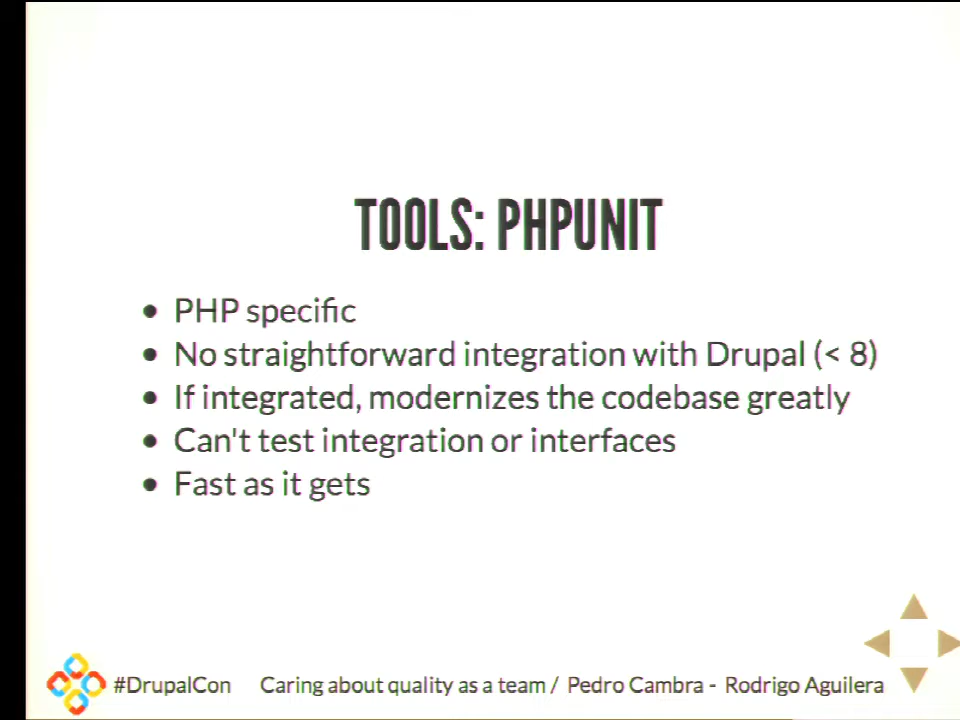 TOOLS: PHPUNIT
• PHP specific
• No straightforward integration with Drupal (< 8)
• If integrated, modernizes the codebase greatly
• Can't test integration or interfaces
• Fast as it gets
#DrupalCon Caring about quality as a team / Pedro Cambra - Rodrigo Aguilera